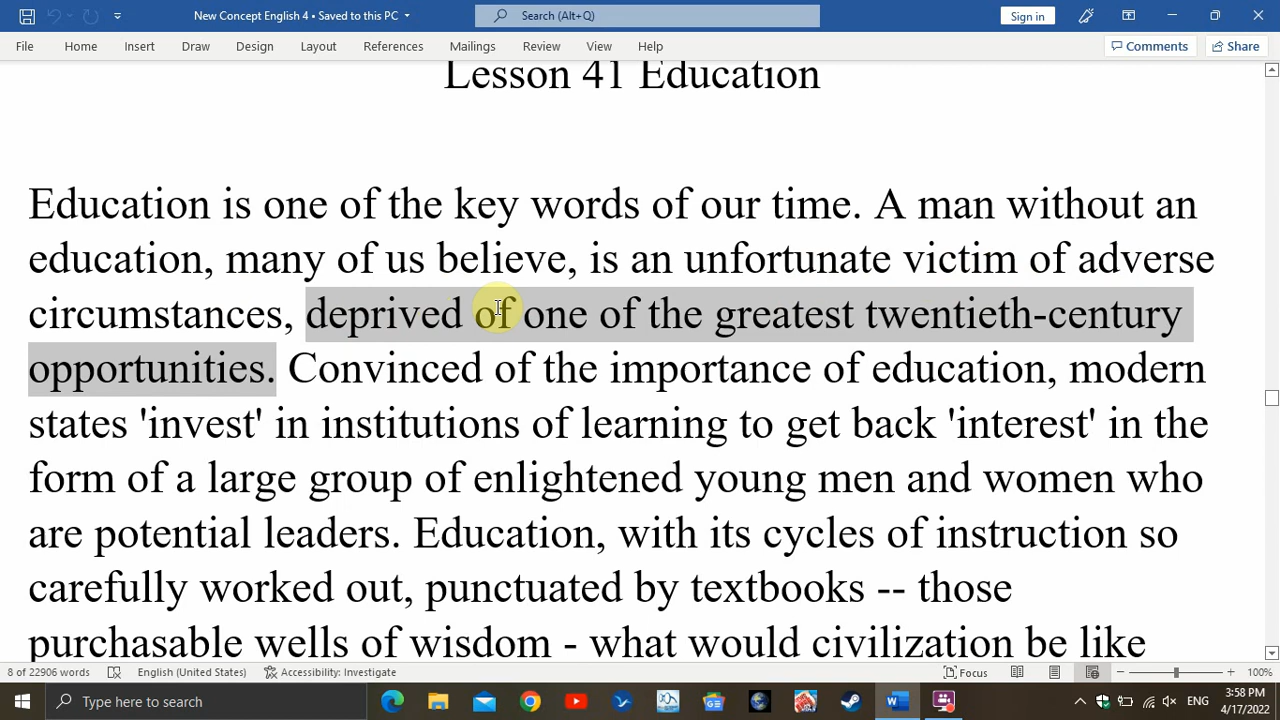 New Concept English 4 • Saved to this PC
Search (Alt+Q)
Sign in
File Home Insert Draw Design Layout References Mailings Review View Help
Comments Share
Lesson 41 Education
Education is one of the key words of our time. A man without an
education, many of us believe, is an unfortunate victim of adverse
circumstances, deprived of one of the greatest twentieth-century
opportunities. Convinced of the importance of education, modern
states 'invest' in institutions of learning to get back 'interest' in the
form of a large group of enlightened young men and women who
are potential leaders. Education, with its cycles of instruction so
carefully worked out, punctuated by textbooks -- those
purchasable wells of wisdom - what would civilization be like
8 of 22906 words English (United States) Accessibility: Investigate Focus 100%
Type here to search
ENG
3:58 PM
4/17/2022